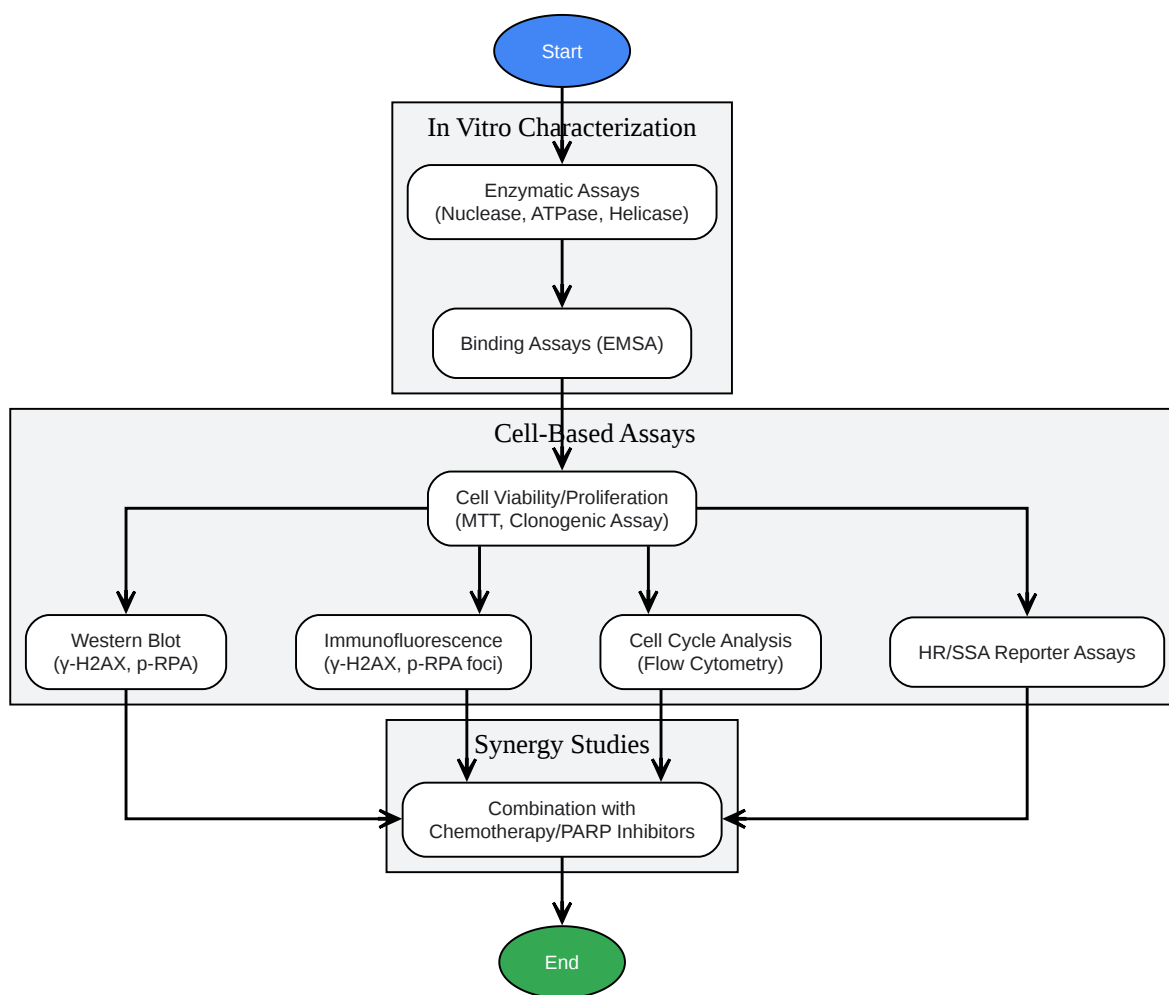 Start
In Vitro Characterization
Enzymatic Assays
(Nuclease, ATPase, Helicase)
Binding Assays (EMSA)
Cell-Based Assays
Cell Viability/Proliferation
(MTT, Clonogenic Assay)
Western Blot
(γ-H2AX, p-RPA)
Immunofluorescence
(γ-H2AX, p-RPA foci)
Cell Cycle Analysis
(Flow Cytometry)
HR/SSA Reporter Assays
Synergy Studies
Combination with
Chemotherapy/PARP Inhibitors
End